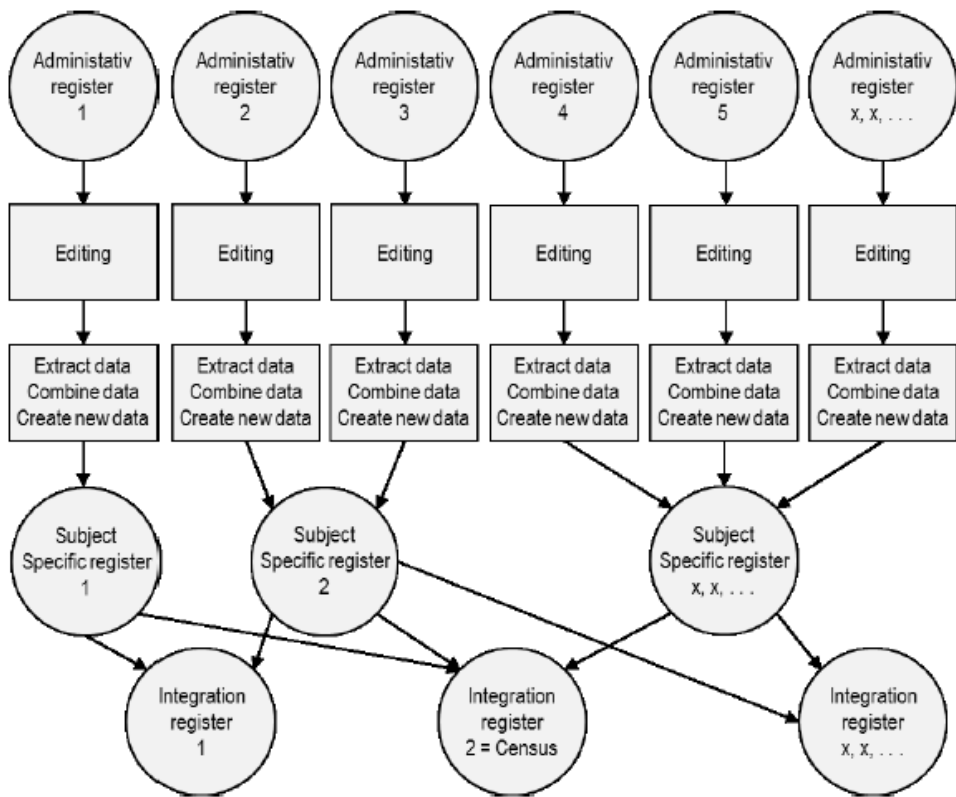 Administativ
register
1
Administativ
register
2
Administativ
register
3
Administativ
register
4
Administativ
register
5
Administativ
register
x, x, . . .
Editing
Editing
Editing
Editing
Editing
Editing
Extract data
Combine data
Create new data
Extract data
Combine data
Create new data
Extract data
Combine data
Create new data
Extract data
Combine data
Create new data
Extract data
Combine data
Create new data
Extract data
Combine data
Create new data
Subject
Specific register
1
Subject
Specific register
2
Subject
Specific register
x, x, . . .
Integration
register
1
Integration
register
2 = Census
Integration
register
x, x, . . .